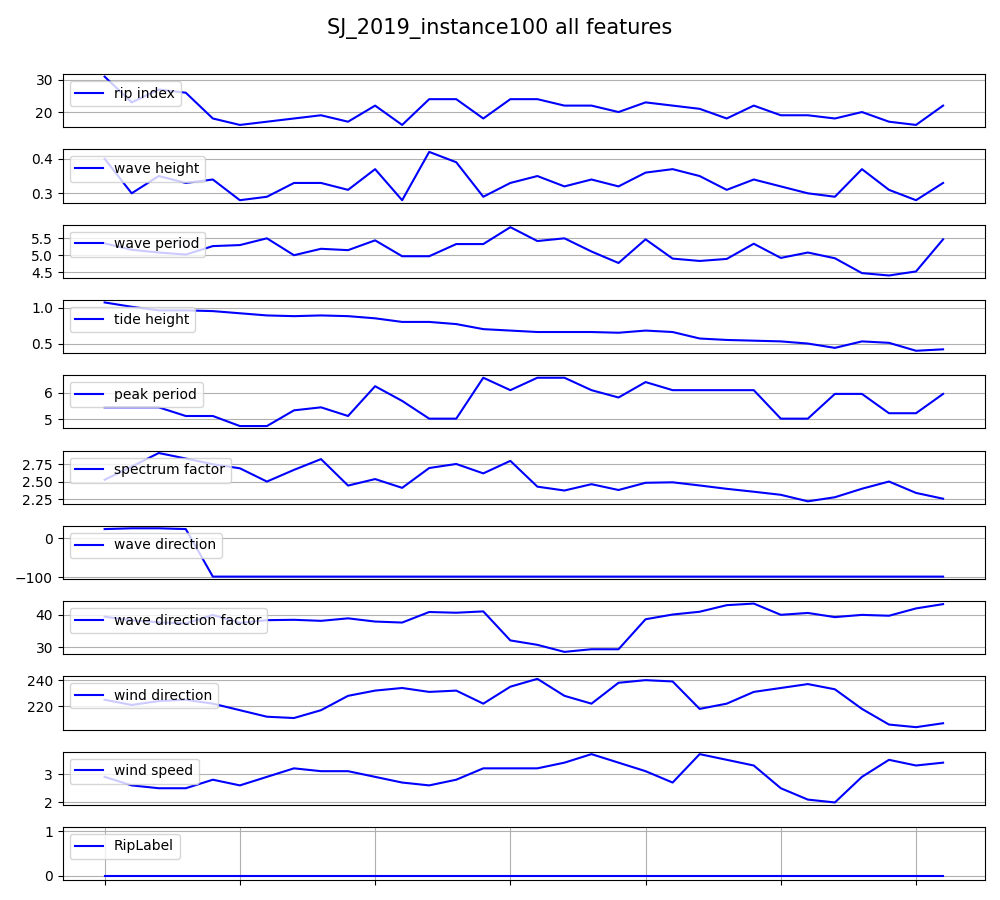 SJ_2019_instance100 all features
30
20
rip index
0.4
0.3
wave height
5.5
5.0
4.5
wave period
1.0
0.5
tide height
6
5
peak period
2.75
2.50
2.25
spectrum factor
0
−100
wave direction
40
30
wave direction factor
240
220
wind direction
3
2
wind speed
1
0
RipLabel